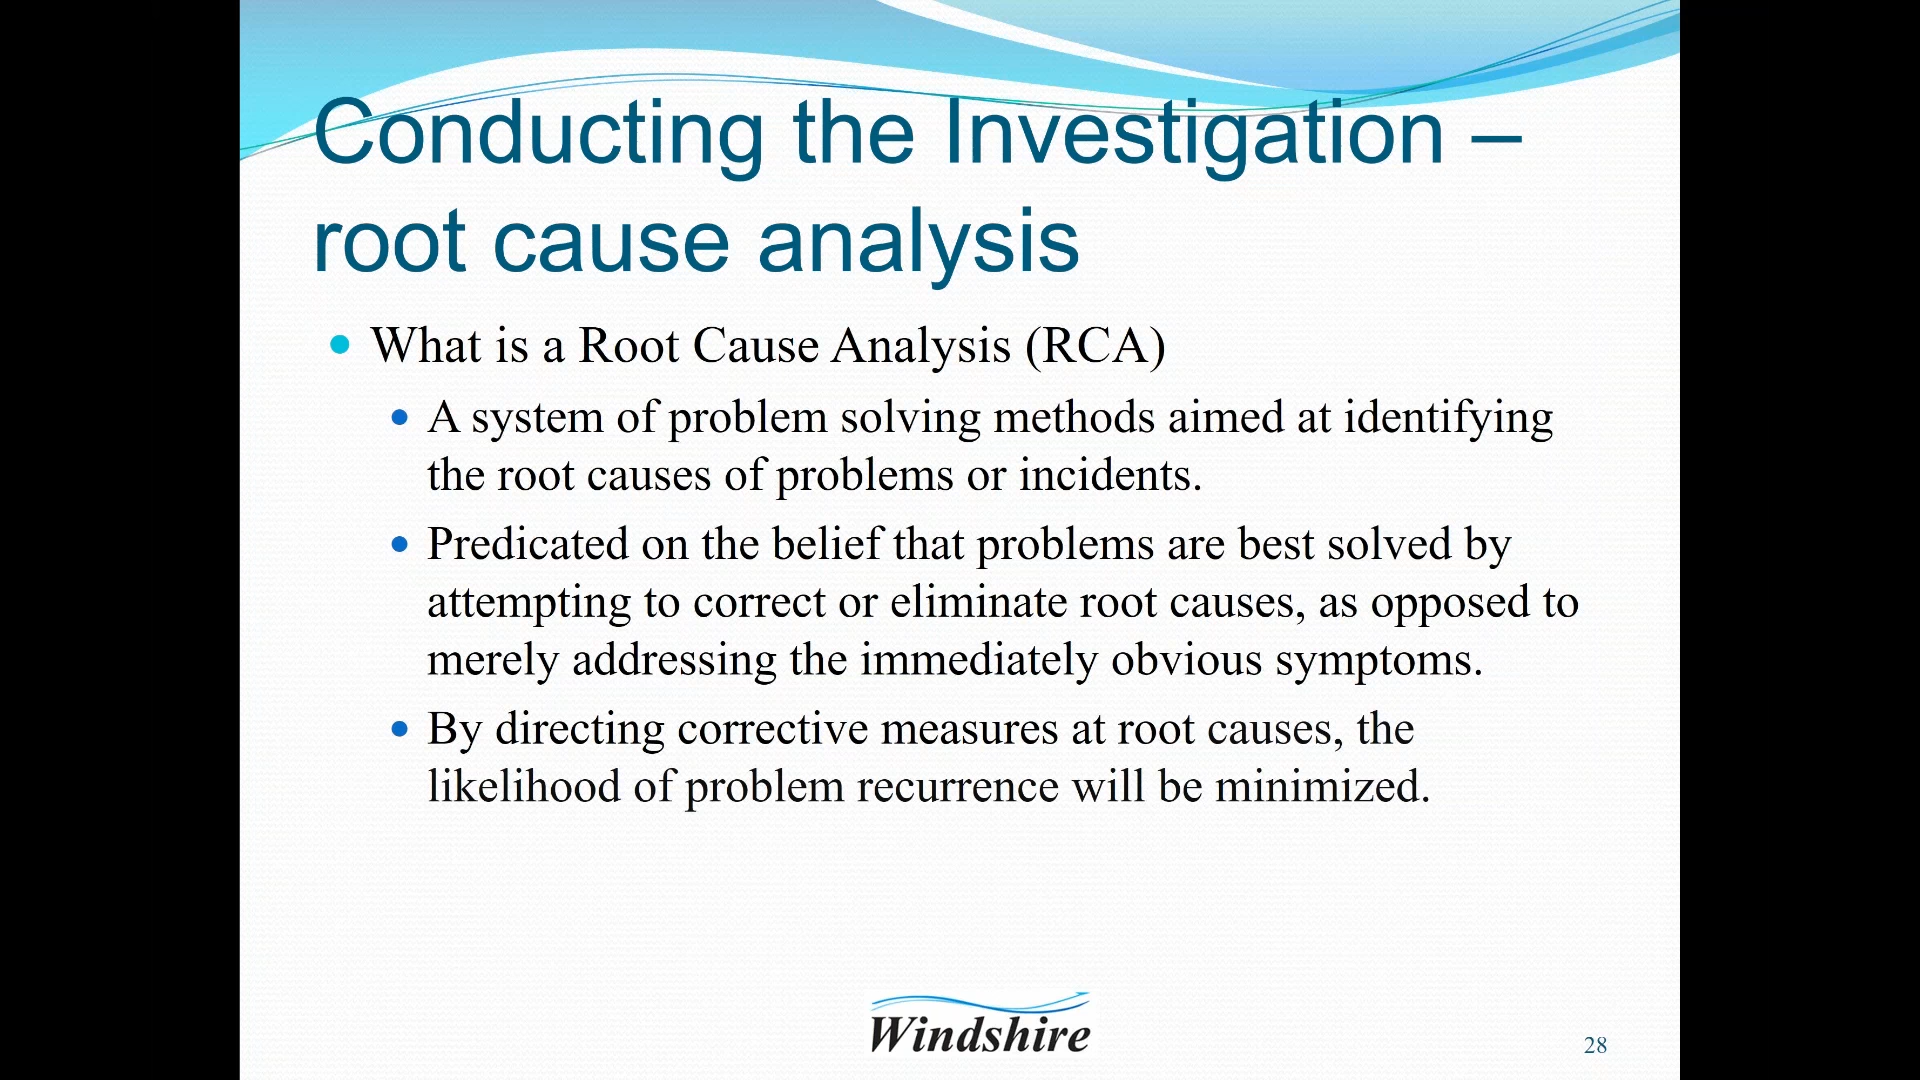 Conducting the Investigation –
root cause analysis
What is a Root Cause Analysis (RCA)
A system of problem solving methods aimed at identifying
the root causes of problems or incidents.
Predicated on the belief that problems are best solved by
attempting to correct or eliminate root causes, as opposed to
merely addressing the immediately obvious symptoms.
By directing corrective measures at root causes, the
likelihood of problem recurrence will be minimized.
Windshire
28